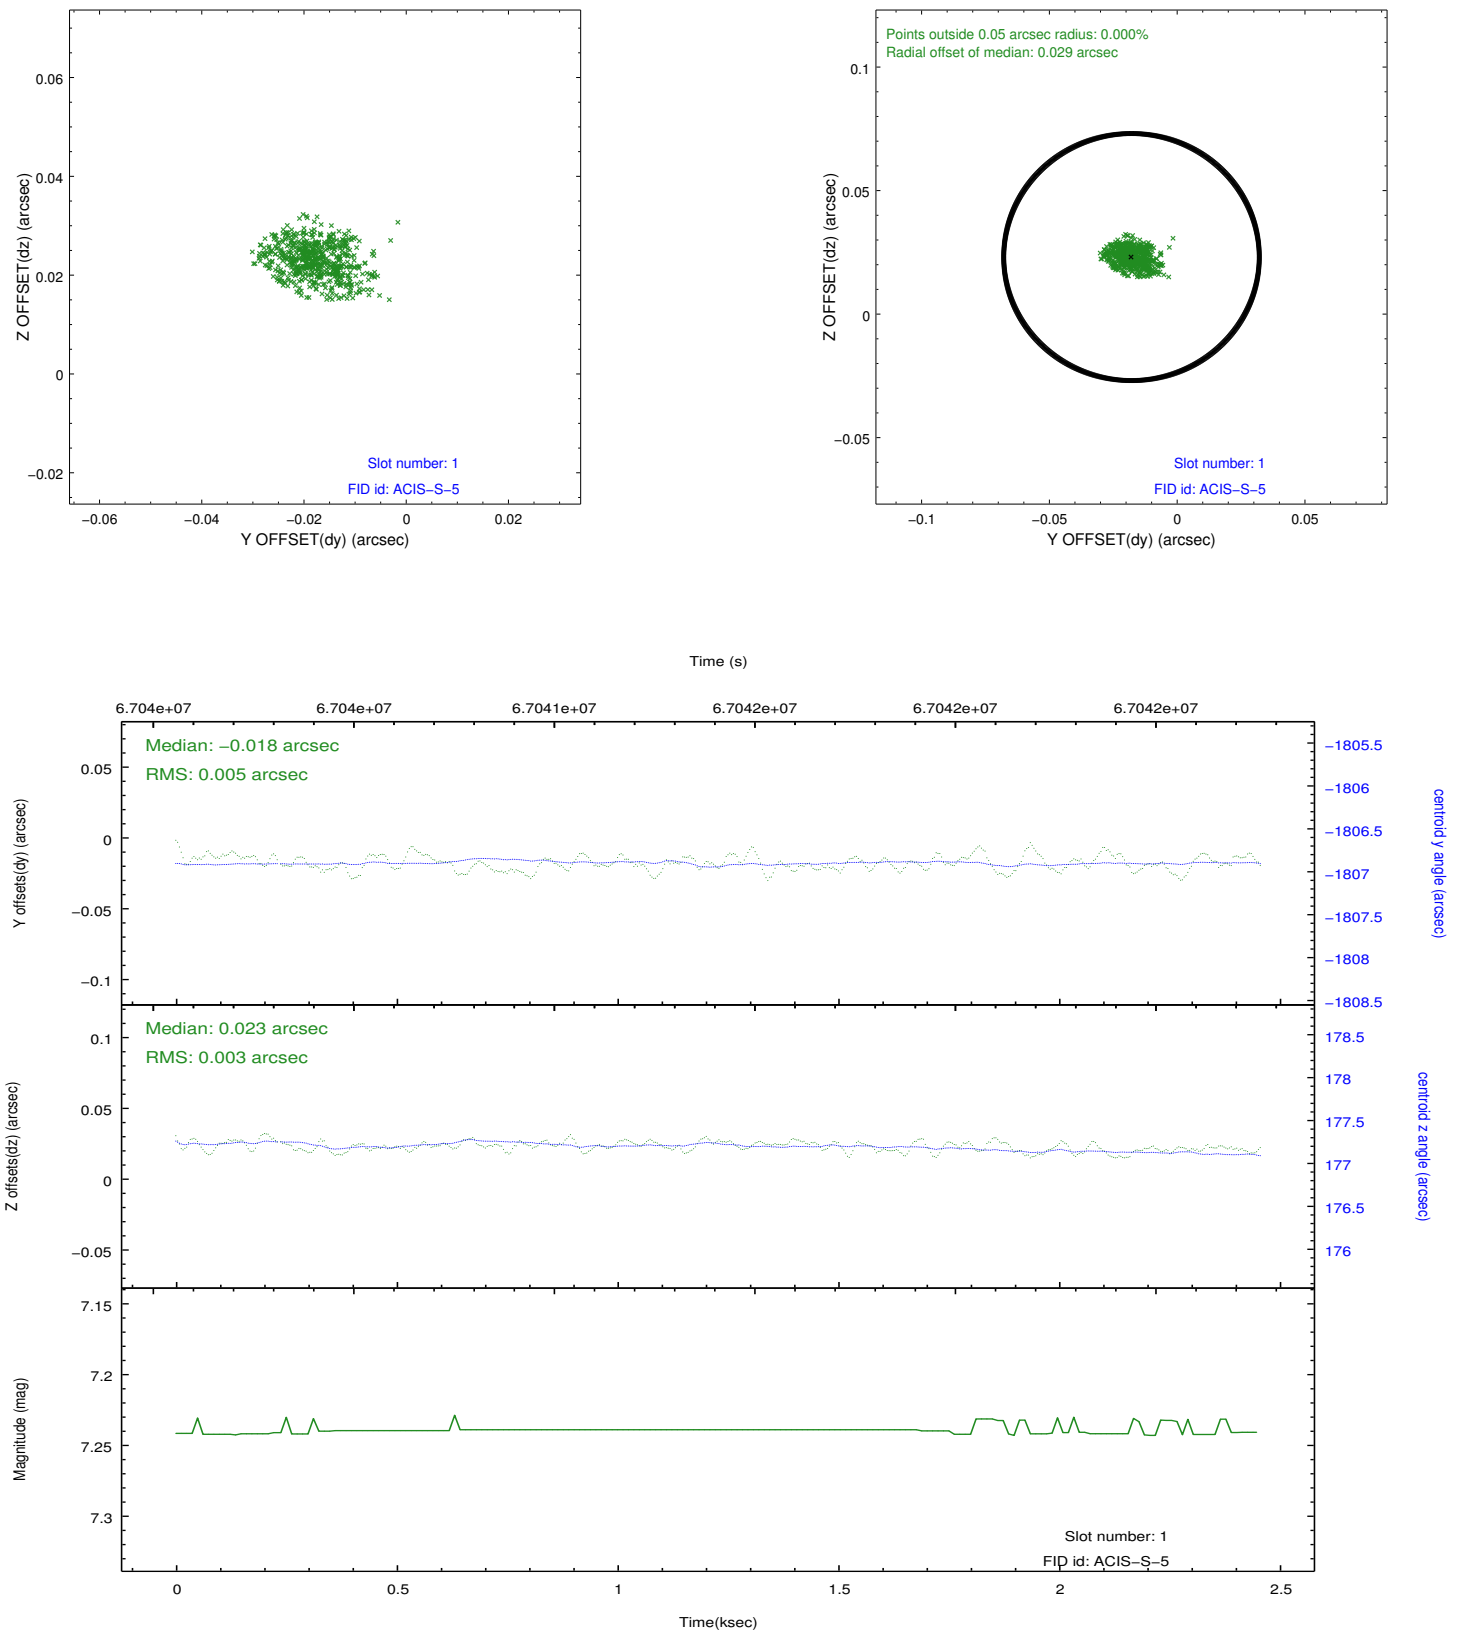 0.06
0.04
0.02
0
−0.02
Z OFFSET(dz) (arcsec)
Slot number: 1
FID id: ACIS−S−5
−0.06
−0.04
−0.02
0
0.02
Y OFFSET(dy) (arcsec)
Points outside 0.05 arcsec radius: 0.000%
Radial offset of median: 0.029 arcsec
0.1
0.05
0
−0.05
Z OFFSET(dz) (arcsec)
Slot number: 1
FID id: ACIS−S−5
−0.1
−0.05
0
0.05
Y OFFSET(dy) (arcsec)
Time (s)
6.704e+07
6.704e+07
6.7041e+07
6.7042e+07
6.7042e+07
6.7042e+07
Median: −0.018 arcsec
RMS: 0.005 arcsec
0.05
0
−0.05
−0.1
Y offsets(dy) (arcsec)
−1805.5
−1806
−1806.5
−1807
−1807.5
−1808
−1808.5
centroid y angle (arcsec)
Median: 0.023 arcsec
RMS: 0.003 arcsec
0.1
0.05
0
−0.05
Z offsets(dz) (arcsec)
178.5
178
177.5
177
176.5
176
centroid z angle (arcsec)
7.15
7.2
7.25
7.3
Magnitude (mag)
Slot number: 1
FID id: ACIS−S−5
0
0.5
1
1.5
2
2.5
Time(ksec)